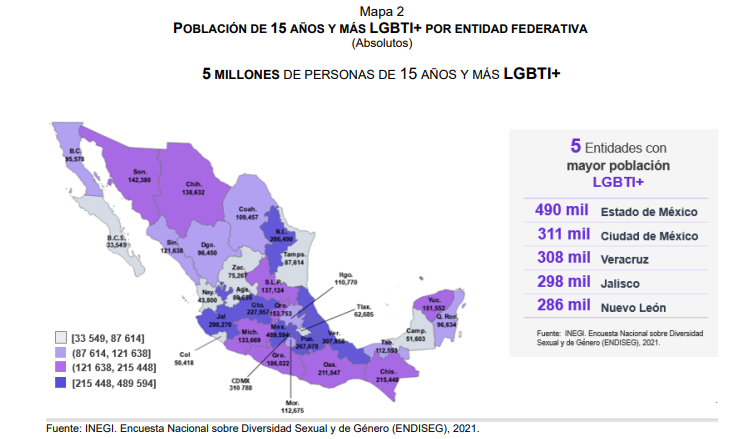 Mapa 2
POBLACIÓN DE 15 AÑOS Y MÁS LGBTI+ POR ENTIDAD FEDERATIVA
(Absolutos)
5 MILLONES DE PERSONAS DE 15 AÑOS Y MÁS LGBTI+
B.C.
95,578
Son.
142,380
Chih.
138,632
Coah.
109,457
N.L.
286,490
B.C.S.
33,549
Sin.
121,638
Dgo.
96,450
Tamps.
87,614
Zac.
75,267
S.L.P.
137,124
Hgo.
110,770
Nay.
43,800
Ags.
Gto.
227,957
Qro.
153,753
Tlax.
62,685
Yuc.
151,552
Q. Roo
96,634
Jal
298,270
Mich.
133,669
Mex.
489,594
Pue.
267,878
Ver.
307,858
Camp.
51,603
Tab.
112,593
Col
50,418
Gro.
186,022
Oax.
211,547
Chis.
215,448
CDMX
310 788
Mor.
112,675
[33 549, 87 614]
(87 614, 121 638]
(121 638, 215 448]
[215 448, 489 594]
5 Entidades con
mayor población
LGBTI+
490 mil Estado de México
311 mil Ciudad de México
308 mil Veracruz
298 mil Jalisco
286 mil Nuevo León
Fuente: INEGI. Encuesta Nacional sobre Diversidad
Sexual y de Género (ENDISEG), 2021.
Fuente: INEGI. Encuesta Nacional sobre Diversidad Sexual y de Género (ENDISEG), 2021.